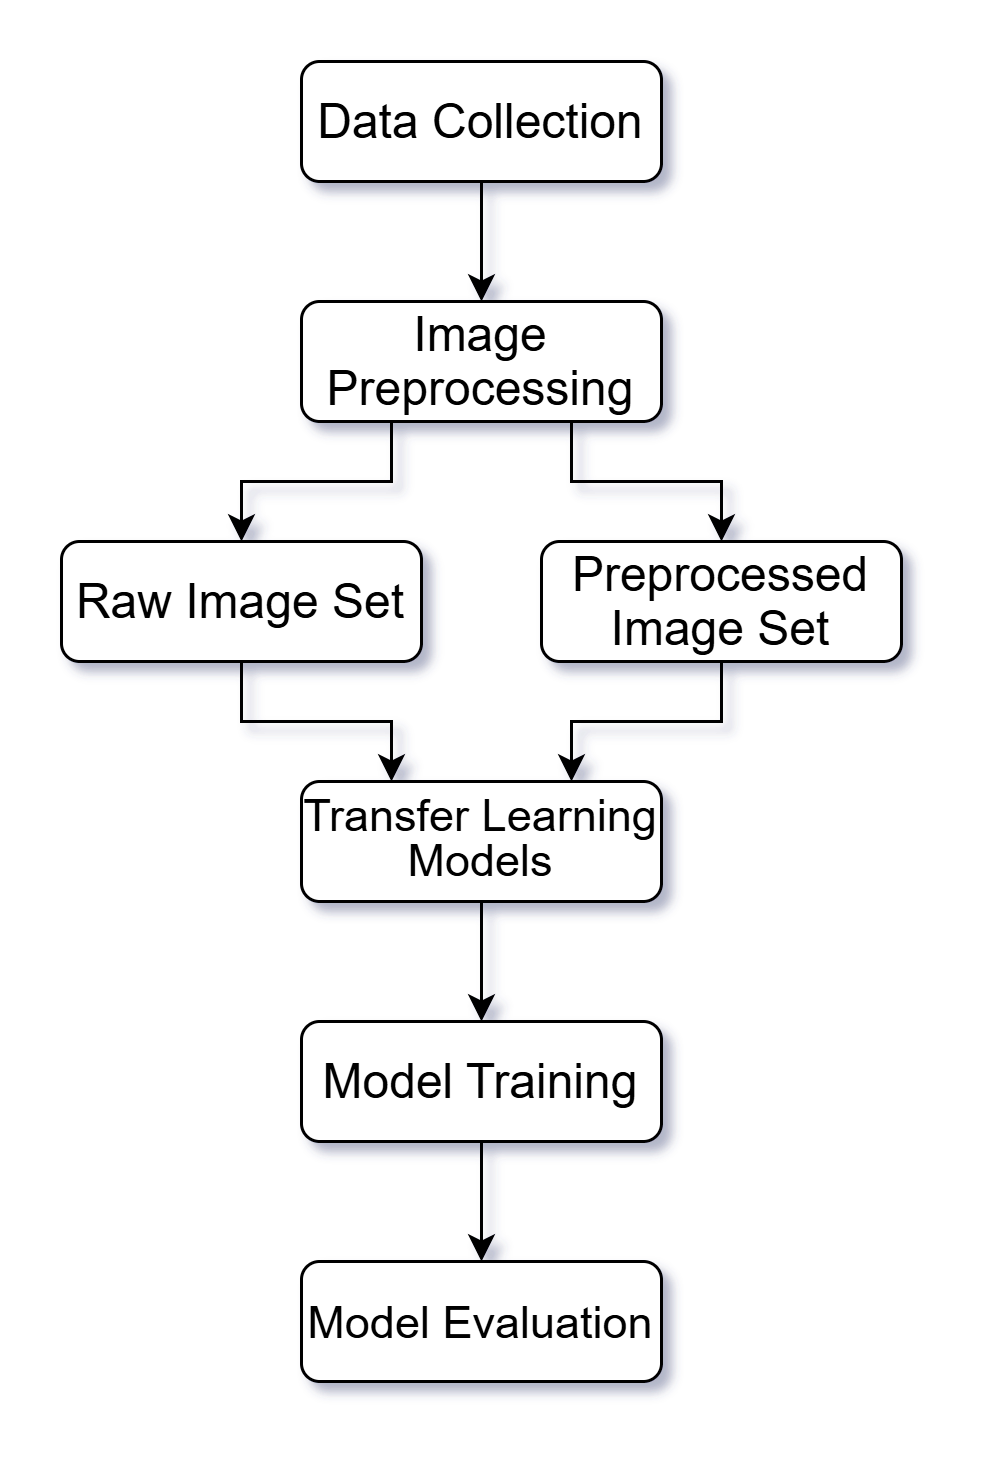 Data Collection
Image
Preprocessing
Raw Image Set
Preprocessed
Image Set
Transfer Learning
Models
Model Training
Model Evaluation